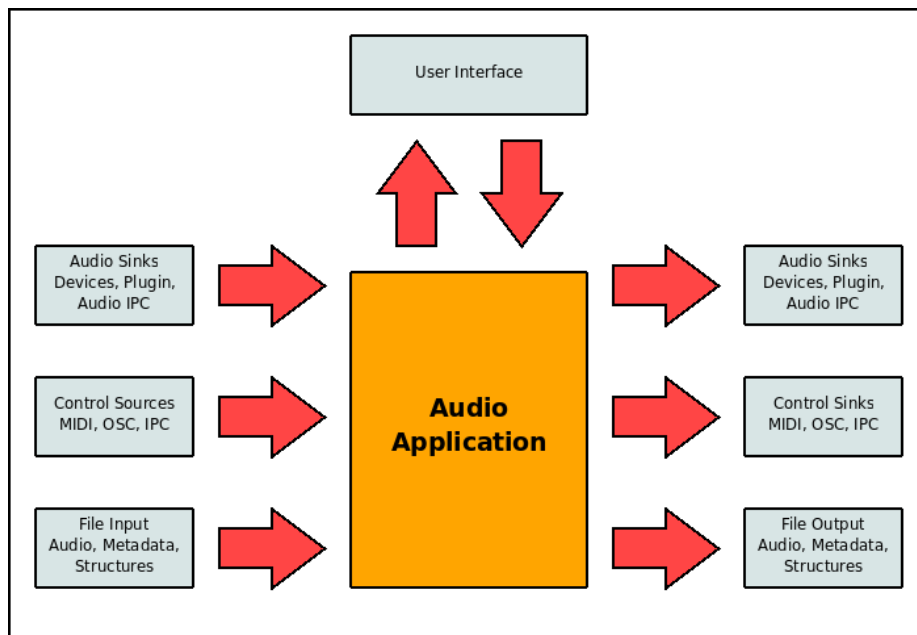 User Interface
Audio Sinks
Devices, Plugin,
Audio IPC
Audio Sinks
Devices, Plugin,
Audio IPC
Control Sources
MIDI, OSC, IPC
Audio
Application
Control Sinks
MIDI, OSC, IPC
File Input
Audio, Metadata,
Structures
File Output
Audio, Metadata,
Structures